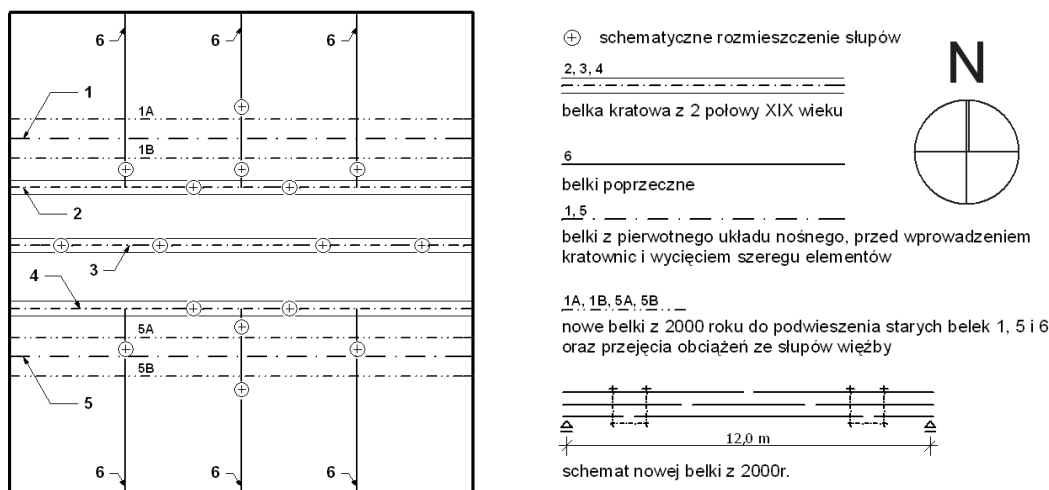 6
6
6
1
1A
1B
2
3
4
5A
5B
5
6
6
6
schematyczne rozmieszczenie słupów
2, 3, 4
belka kratowa z 2 połowy XIX wieku
6
belki poprzeczne
1, 5
belki z pierwotnego układu nośnego, przed wprowadzeniem
kratownic i wycięciem szeregu elementów
1A, 1B, 5A, 5B
nowe belki z 2000 roku do podwieszenia starych belek 1, 5 i 6
oraz przejęcia obciążeń ze słupów więźby
12,0 m
schemat nowej belki z 2000r.
N